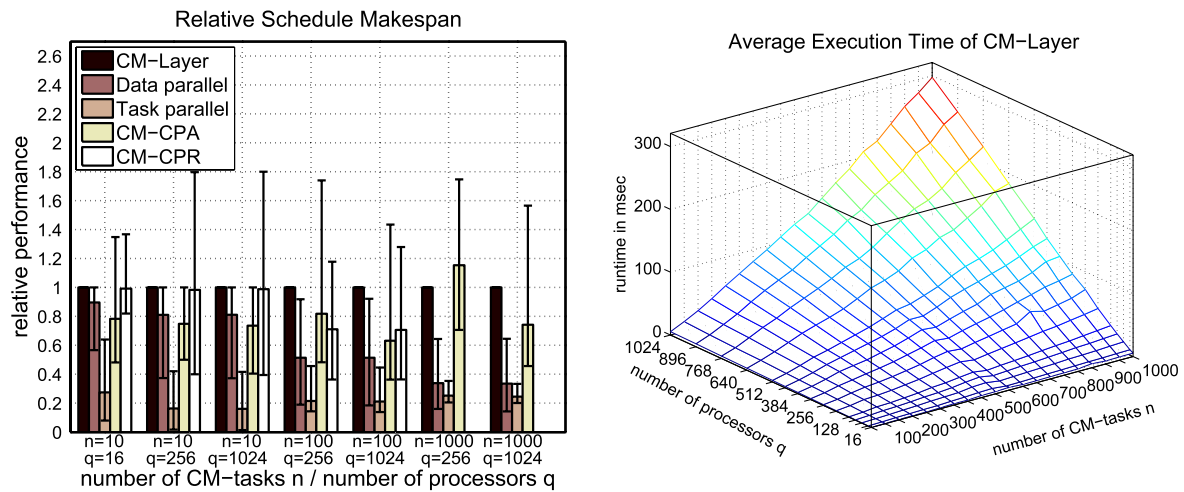 Relative Schedule Makespan
2.6
2.4
2.2
2
1.8
1.6
1.4
1.2
1
0.8
0.6
0.4
0.2
0
relative performance
CM−Layer
Data parallel
Task parallel
CM−CPA
CM−CPR
n=10 n=10 n=10 n=100 n=100 n=1000 n=1000
q=16 q=256 q=1024 q=256 q=1024 q=256 q=1024
number of CM−tasks n / number of processors q
Average Execution Time of CM−Layer
300
200
100
0
runtime in msec
1024
896
768
640
512
384
256
128
16
number of processors q
100
200
300
400
500
600
700
800
900
1000
number of CM−tasks n